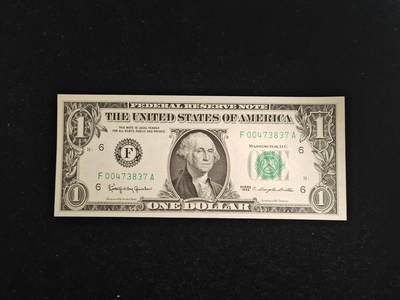 FEDERAL RESERVE NOTE
THE UNITED STATES OF AMERICA
1
1
THIS NOTE IS LEGAL TENDER
FOR ALL DEBTS, PUBLIC AND PRIVATE
F 00473837 A
WASHINGTON, D.C.
6
6
F
F 00473837 A
6
6
SERIES
1
1
ONE DOLLAR